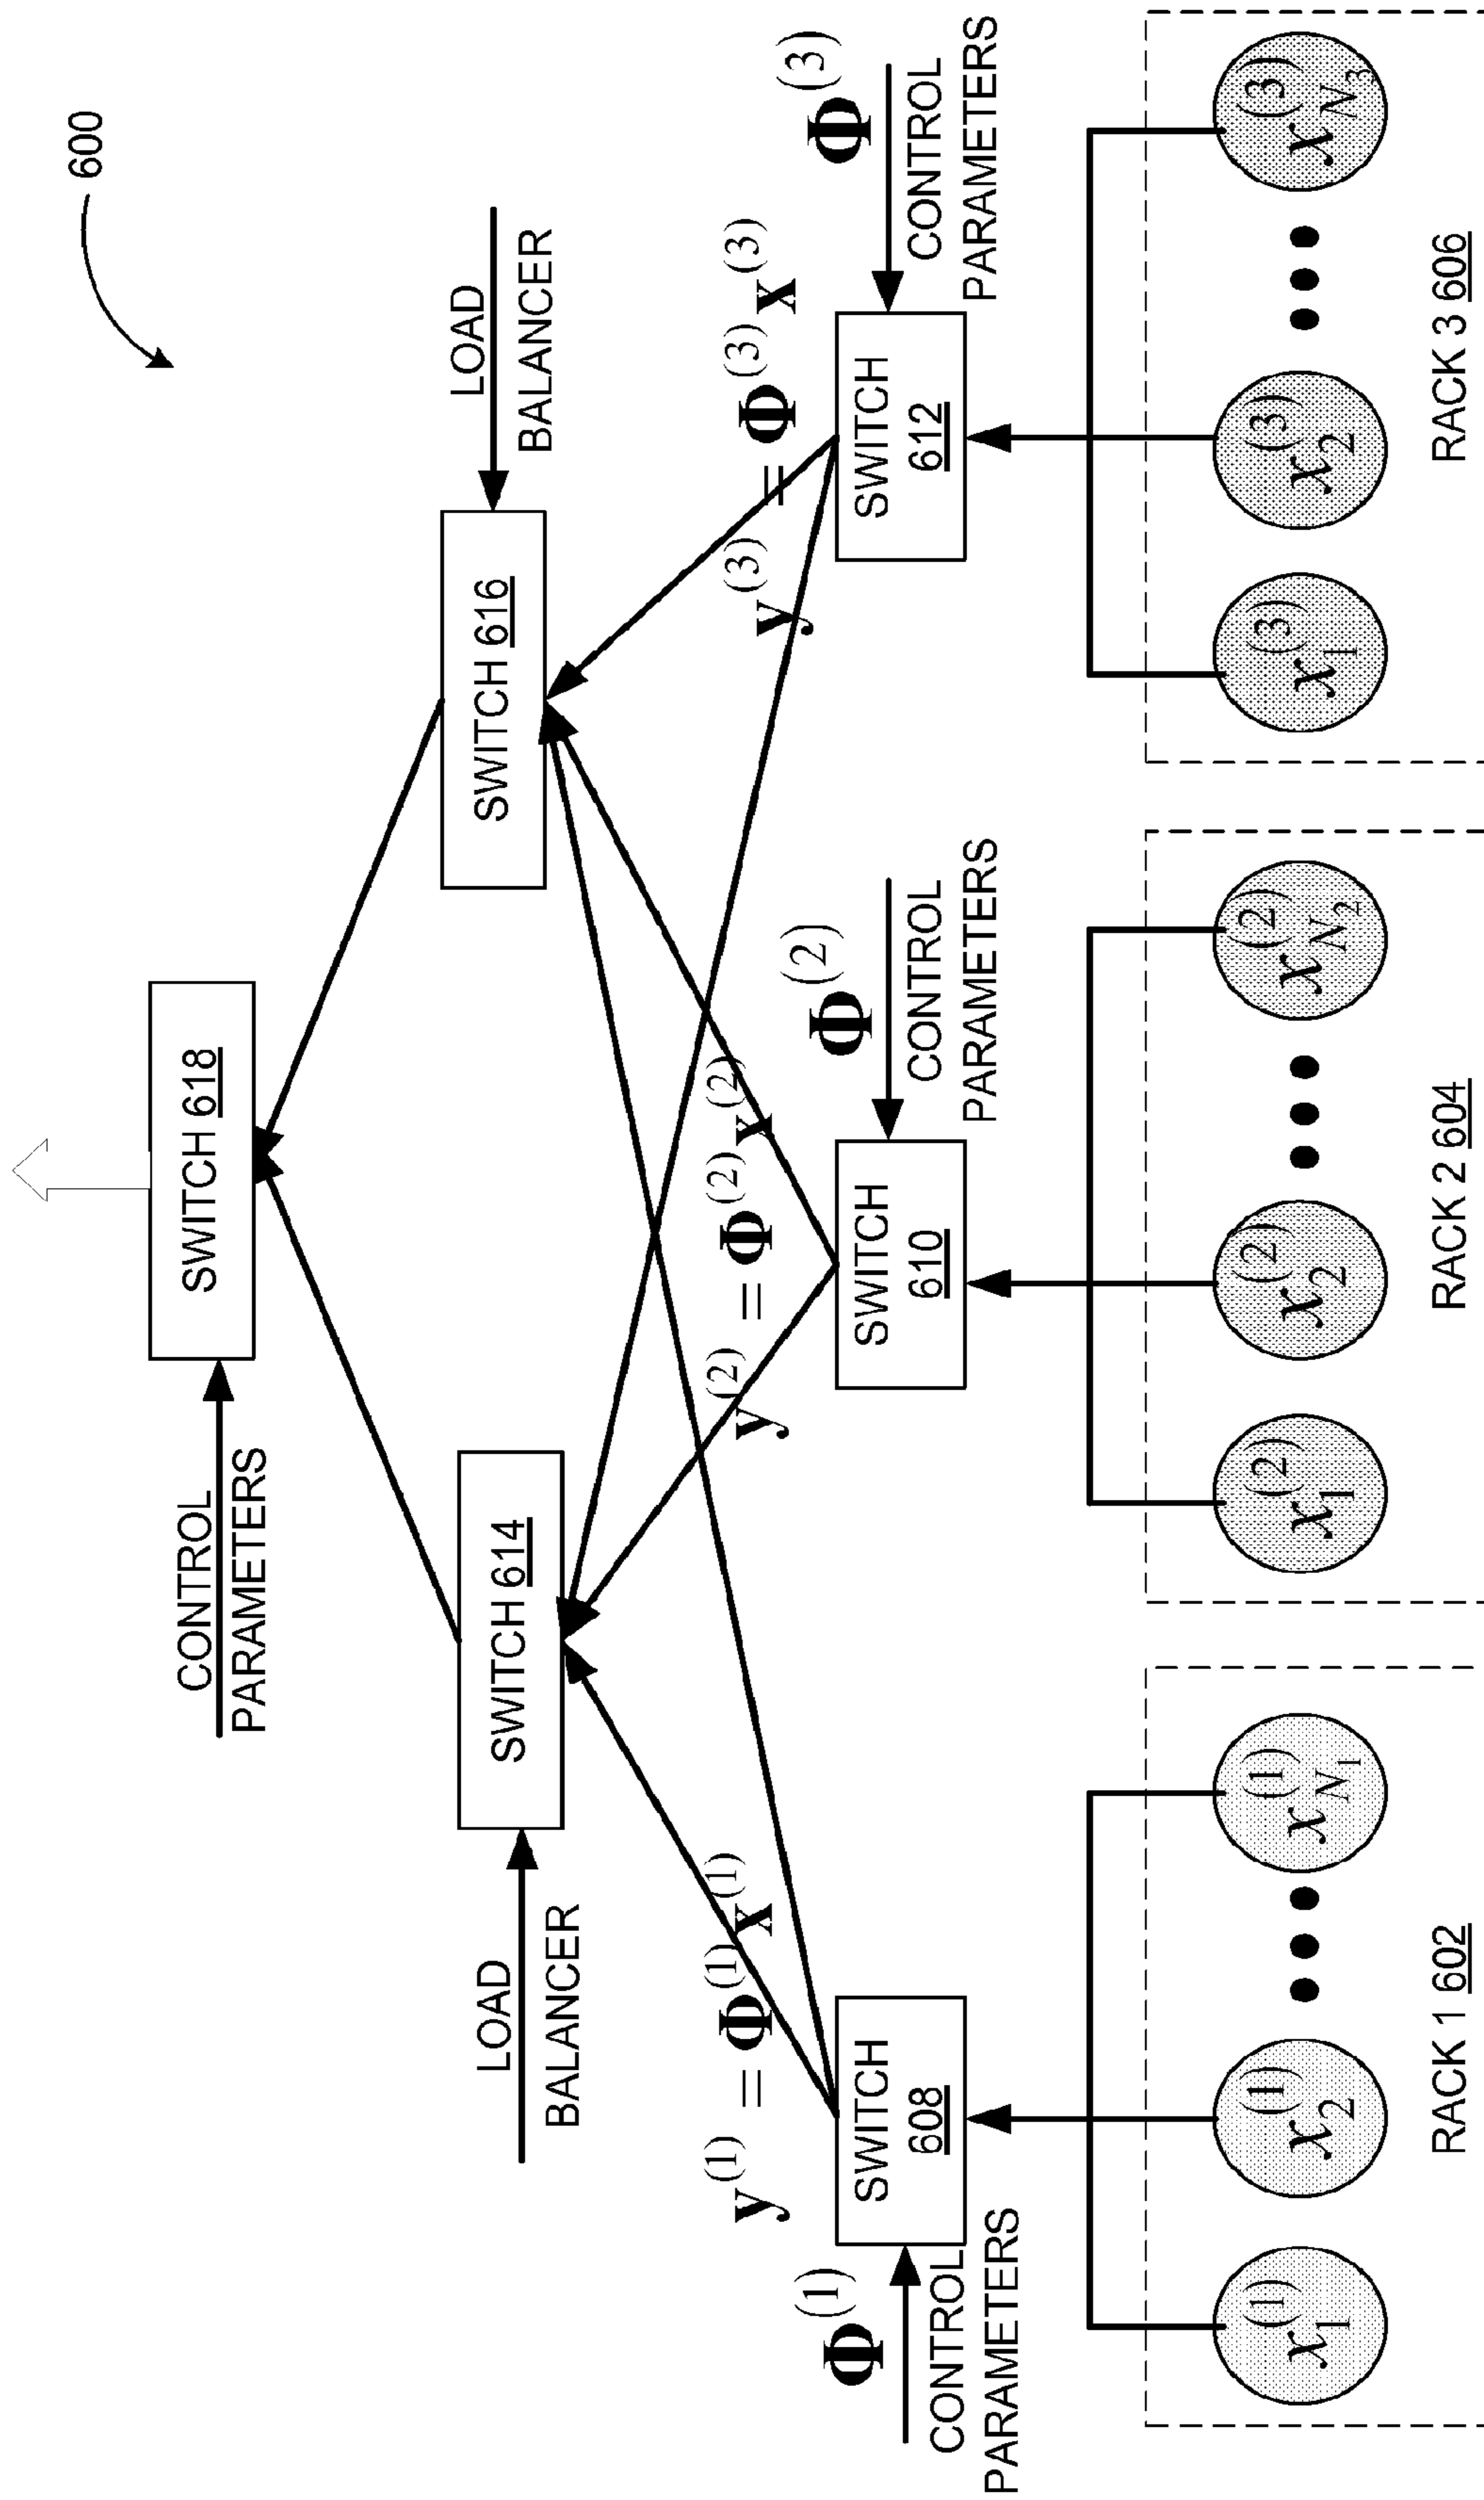 600
CONTROL
PARAMETERS
SWITCH 618
LOAD
BALANCER
SWITCH 614
SWITCH 616
LOAD
BALANCER
y^(1) = Φ^(1) x^(1)
y^(2) = Φ^(2) x^(2)
y^(3) = Φ^(3) x^(3)
Φ^(1)
CONTROL
PARAMETERS
SWITCH
608
SWITCH
610
Φ^(2)
CONTROL
PARAMETERS
SWITCH
612
Φ^(3)
CONTROL
PARAMETERS
x_1^(1) x_2^(1) ••• x_N_1^(1)
x_1^(2) x_2^(2) ••• x_N_2^(2)
x_1^(3) x_2^(3) ••• x_N_3^(3)
RACK 1 602
RACK 2 604
RACK 3 606